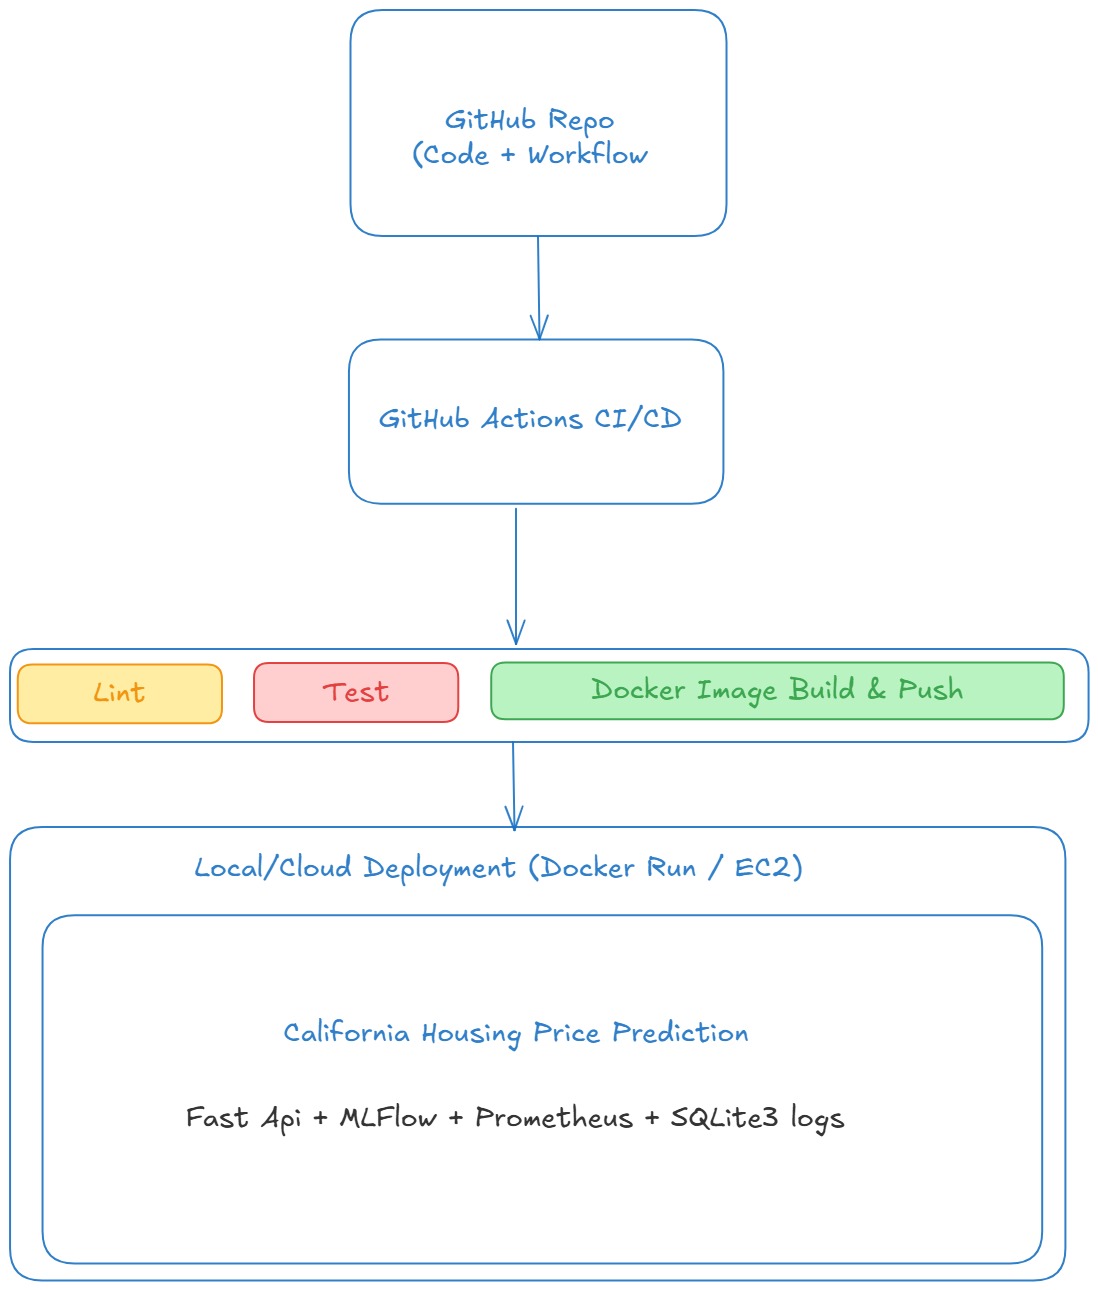 GitHub Repo
(Code + Workflow
GitHub Actions CI/CD
Lint
Test
Docker Image Build & Push
Local/Cloud Deployment (Docker Run / EC2)
California Housing Price Prediction
Fast Api + MLFlow + Prometheus + SQLite3 logs